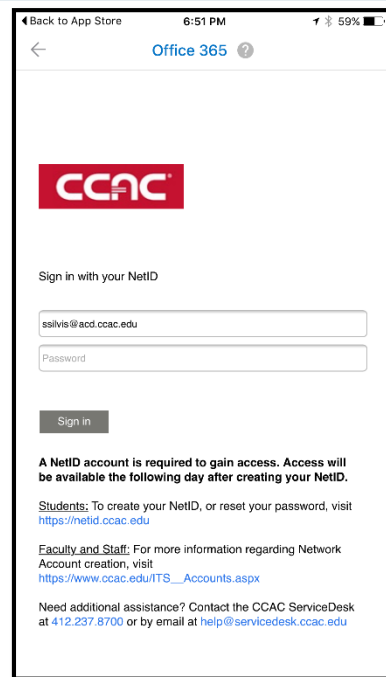 Back to App Store 6:51 PM 59%
Office 365 ?
CCAC
Sign in with your NetID
ssilvis@acd.ccac.edu
Password
Sign in
A NetID account is required to gain access. Access will
be available the following day after creating your NetID.
Students: To create your NetID, or reset your password, visit
https://netid.ccac.edu
Faculty and Staff: For more information regarding Network
Account creation, visit
https://www.ccac.edu/ITS__Accounts.aspx
Need additional assistance? Contact the CCAC ServiceDesk
at 412.237.8700 or by email at help@servicedesk.ccac.edu